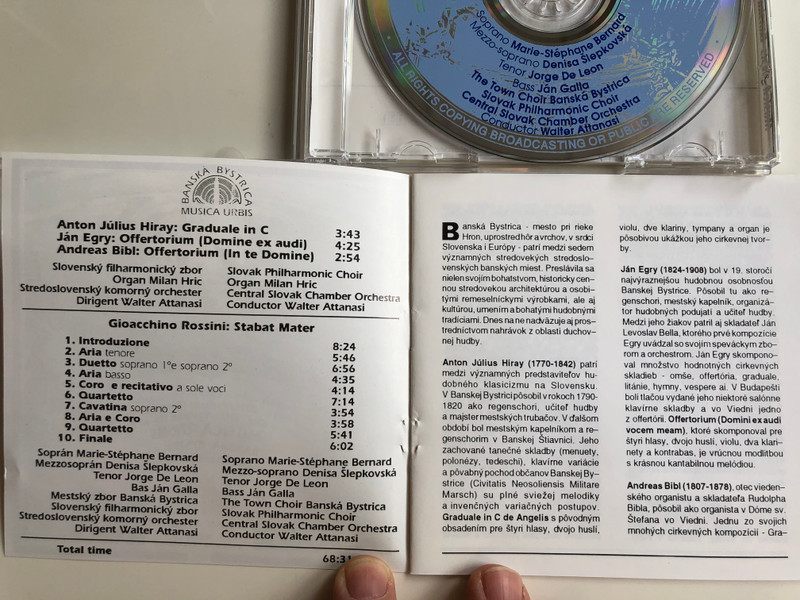 Soprano Marie-Stéphane Bernard
Mezzo-soprano Denisa Šlepkovská
Tenor Jorge De Leon
Bass Ján Galla
The Town Choir Banská Bystrica
Slovak Philharmonic Choir
Central Slovak Chamber Orchestra
Conductor Walter Attanasi
ALL RIGHTS COPYING BROADCASTING OR PUBLIC RESERVED
BANSKÁ BYSTRICA
MUSICA URBIS
Anton Július Hiray: Graduale in C 3:43
Ján Egry: Offertorium (Domine ex audi) 4:25
Andreas Bibl: Offertorium (In te Domine) 2:54
Slovenský filharmonický zbor Slovak Philharmonic Choir
Organ Milan Hric Organ Milan Hric
Stredoslovenský komorný orchester Central Slovak Chamber Orchestra
Dirigent Walter Attanasi Conductor Walter Attanasi
Gioacchino Rossini: Stabat Mater
1. Introduzione 8:24
2. Aria tenore 5:46
3. Duetto soprano 1º e soprano 2º 6:56
4. Aria basso 4:35
5. Coro e recitativo a sole voci 4:14
6. Quartetto 7:14
7. Cavatina soprano 2º 3:54
8. Aria e Coro 3:58
9. Quartetto 5:41
10. Finale 6:02
Soprán Marie-Stéphane Bernard Soprano Marie-Stéphane Bernard
Mezzosoprán Denisa Šlepkovská Mezzo-soprano Denisa Šlepkovská
Tenor Jorge De Leon Tenor Jorge De Leon
Bas Ján Galla Bass Ján Galla
Mestský zbor Banská Bystrica The Town Choir Banská Bystrica
Slovenský filharmonický zbor Slovak Philharmonic Choir
Stredoslovenský komorný orchester Central Slovak Chamber Orchestra
Dirigent Walter Attanasi Conductor Walter Attanasi
Total time 68:31
Banská Bystrica - mesto pri rieke
Hron, uprostred hôr a vrchov, v srdci
Slovenska i Európy - patrí medzi sedem
významných stredovekých stredoslo-
venských banských miest. Preslávila sa
nielen svojim bohatstvom, historicky cen-
nou stredovekou architektúrou a osobi-
tými remeselníckymi výrobkami, ale aj
kultúrou, umením a bohatými hudobnými
tradíciami. Dnes na ne nadväzuje aj pros-
tredníctvom nahrávok z oblasti duchov-
nej hudby.
Anton Július Hiray (1770-1842) patrí
medzi významných predstaviteľov hu-
dobného klasicizmu na Slovensku.
V Banskej Bystrici pôsobil v rokoch 1790-
1820 ako regenschori, učiteľ hudby
a majster mestských trubačov. V ďalšom
období bol mestským kapelníkom a re-
genschorim v Banskej Štiavnici. Jeho
zachované tanečné skladby (menuety,
polonézy, tedeschi), klavírne variácie
a pôvabný pochod občanov Banskej By-
strice (Civitatis Neosoliensis Militare
Marsch) su plné sviežej melodiky
a invenčných variačných postupov.
Graduale in C de Angelis s pôvodným
obsadením pre štyri hlasy, dvojo huslí,
violu, dve klariny, tympany a organ je
pôsobivou ukážkou jeho cirkevnej tvor-
by.
Ján Egry (1824-1908) bol v 19. storočí
najvýraznejšou hudobnou osobnosťou
Banskej Bystrice. Pôsobil tu ako re-
genschori, mestský kapelník, organizá-
tor hudobných podujatí a učiteľ hudby.
Medzi jeho žiakov patril aj skladateľ Ján
Levoslav Bella, ktorého prvé kompozície
Egry uvádzal so svojím speváckym zbo-
rom a orchestrom. Ján Egry skompono-
val množstvo hodnotných cirkevných
skladieb - omše, offertória, graduale,
litánie, hymny, vespere ai. V Budapešti
boli tlačou vydané jeho niektoré salónne
klavírne skladby a vo Viedni jedno
z offertórií. Offertorium (Domini ex audi
vocem meam), ktoré skomponoval pre
štyri hlasy, dvojo huslí, violu, dva klari-
nety a kontrabas, je vrúcnou modlitbou
s krásnou kantabilnou melódiou.
Andreas Bibl (1807-1878), otec vieden-
ského organistu a skladateľa Rudolpha
Bibla, pôsobil ako organista v Dóme sv.
Štefana vo Viedni. Jednu zo svojich
mnohých cirkevných kompozícií - Gra-